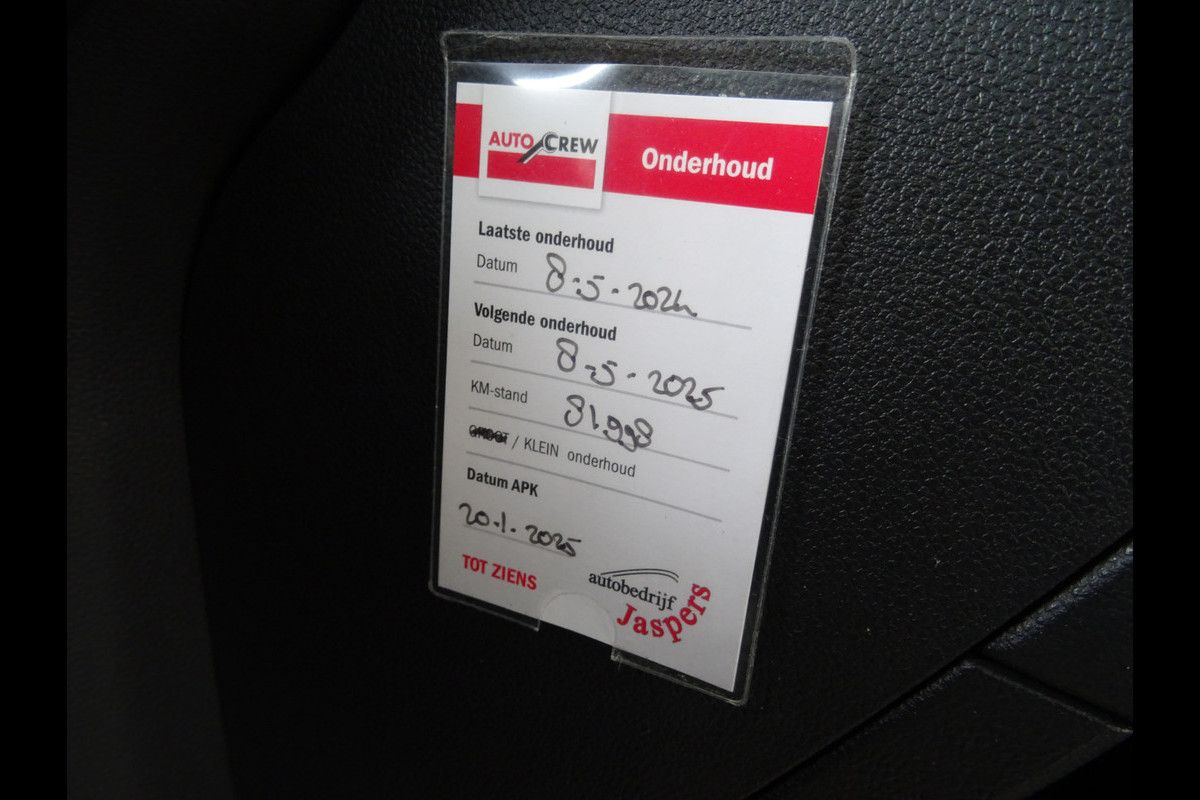 AUTO CREW
Onderhoud
Laatste onderhoud
Datum 8-5-2024
Volgende onderhoud
Datum 8-5-2025
KM-stand 81.998
GROOT / KLEIN onderhoud
Datum APK
20-1-2025
TOT ZIENS
autobedrijf
Jaspers